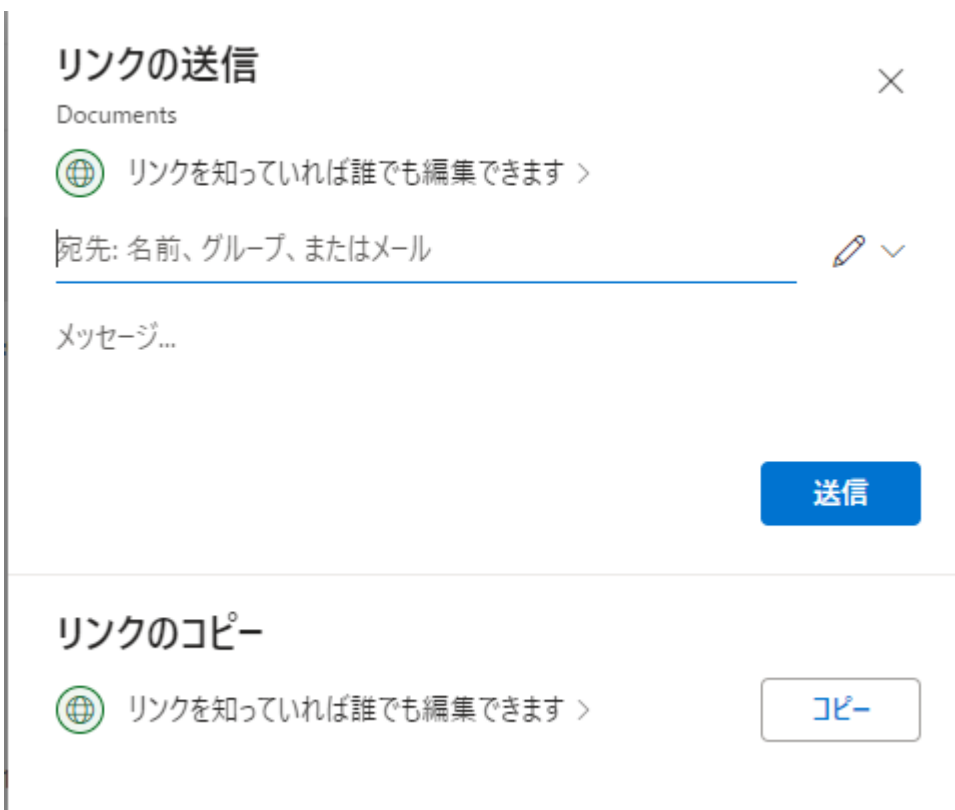 リンクの送信
Documents
リンクを知っていれば誰でも編集できます
宛先: 名前、グループ、またはメール
メッセージ...
送信
リンクのコピー
リンクを知っていれば誰でも編集できます
コピー